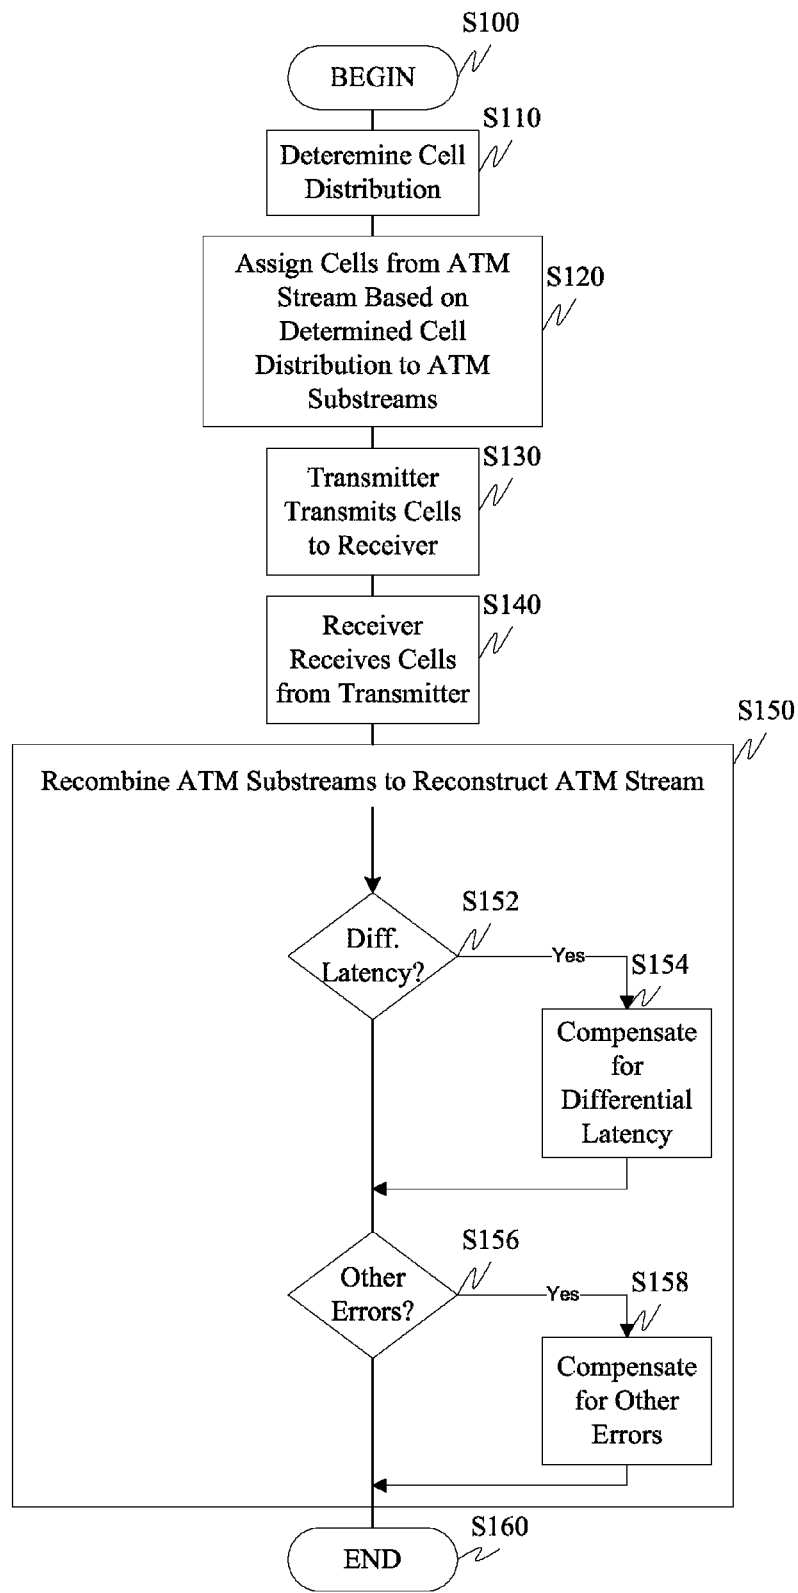 S100
BEGIN
S110
Deteremine Cell
Distribution
S120
Assign Cells from ATM
Stream Based on
Determined Cell
Distribution to ATM
Substreams
S130
Transmitter
Transmits Cells
to Receiver
S140
Receiver
Receives Cells
from Transmitter
S150
Recombine ATM Substreams to Reconstruct ATM Stream
S152
Diff.
Latency?
Yes
S154
Compensate
for
Differential
Latency
S156
Other
Errors?
Yes
S158
Compensate
for Other
Errors
S160
END